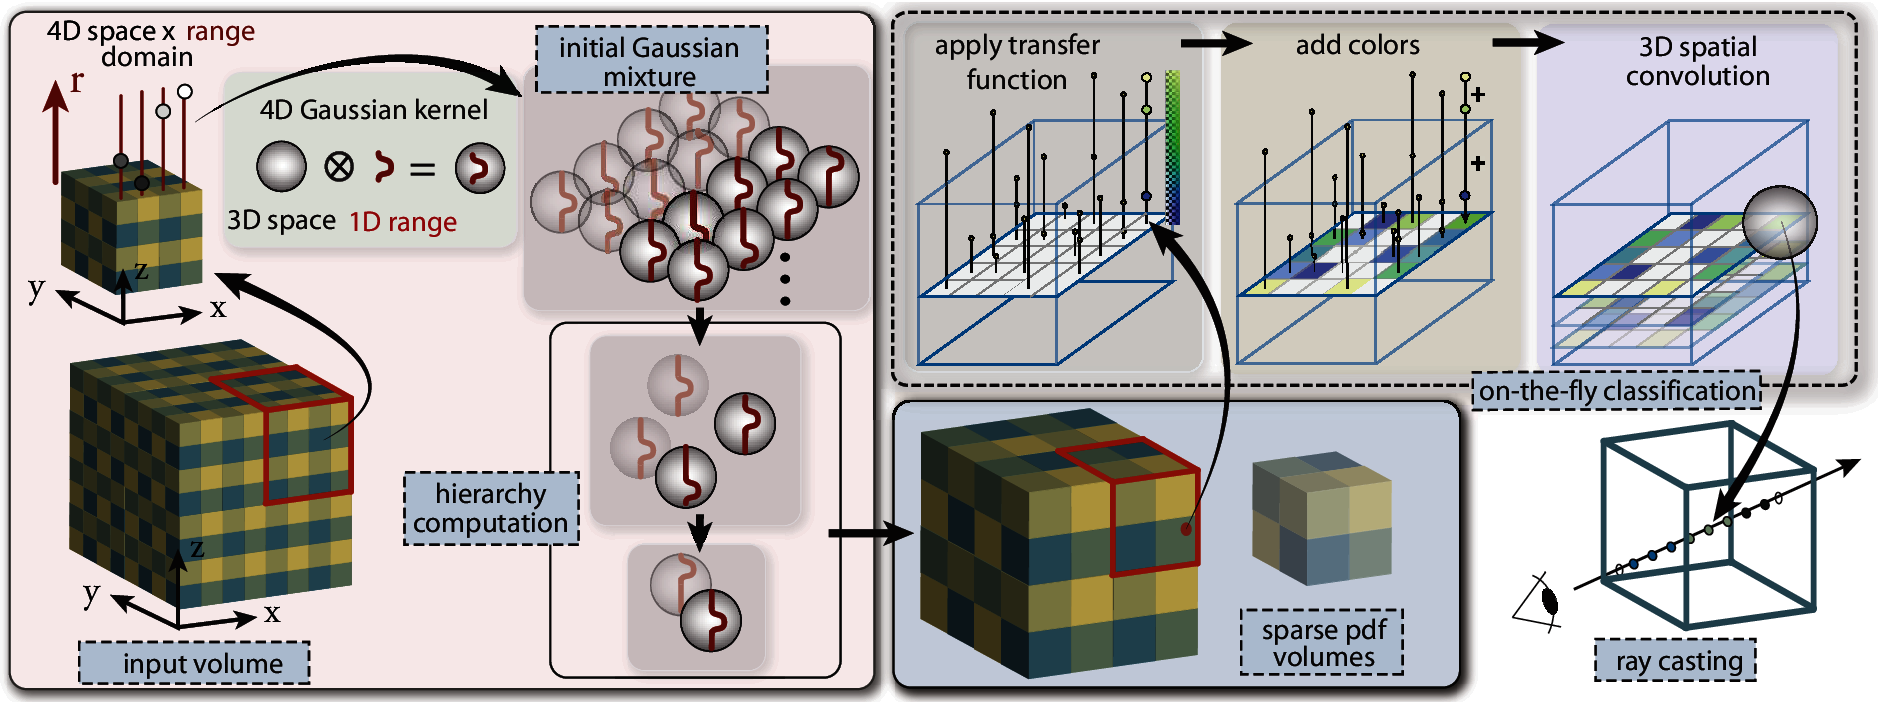 4D space x range
domain
r
4D Gaussian kernel
⊗ =
3D space 1D range
z
y
x
initial Gaussian
mixture
z
y
x
input volume
hierarchy
computation
apply transfer
function
add colors
+
+
3D spatial
convolution
on-the-fly classification
sparse pdf
volumes
ray casting